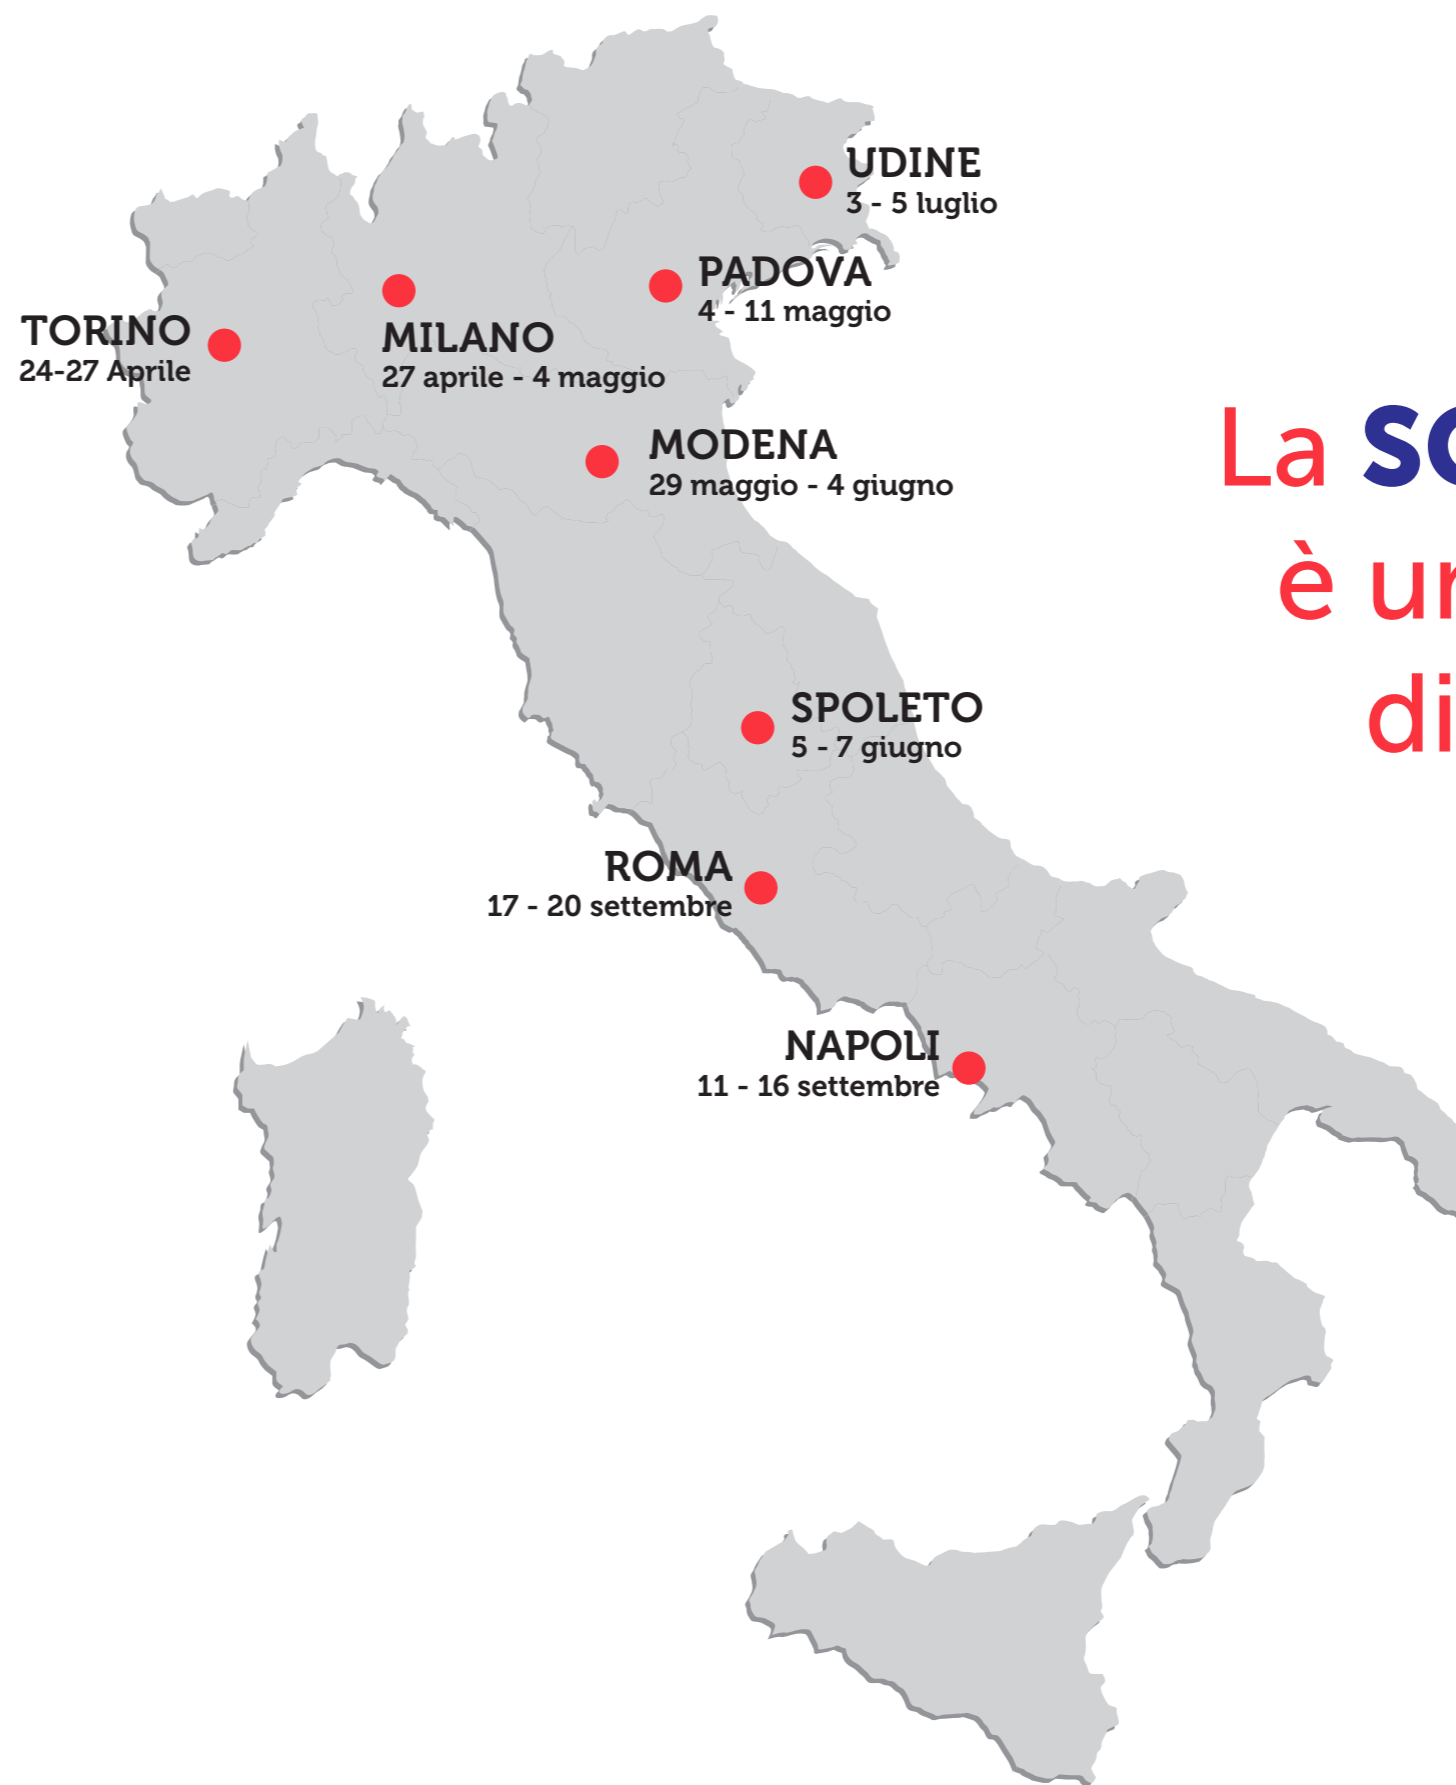 UDINE
3 - 5 luglio
PADOVA
4 - 11 maggio
TORINO
24-27 Aprile
MILANO
27 aprile - 4 maggio
MODENA
29 maggio - 4 giugno
SPOLETO
5 - 7 giugno
ROMA
17 - 20 settembre
NAPOLI
11 - 16 settembre
La
è
di